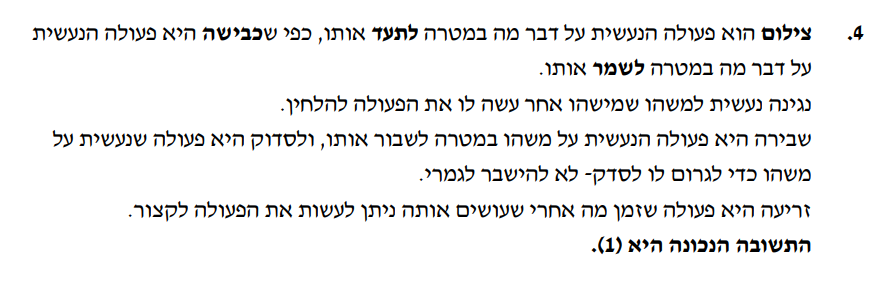 4. צילום הוא פעולה הנעשית על דבר מה במטרה לתעד אותו, כפי שכבישה היא פעולה הנעשית
על דבר מה במטרה לשמר אותו.
נגינה נעשית למשהו שמישהו אחר עשה לו את הפעולה להלחין.
שבירה היא פעולה הנעשית על משהו במטרה לשבור אותו, ולסדוק היא פעולה שנעשית על
משהו כדי לגרום לו לסדק- לא להישבר לגמרי.
זריעה היא פעולה שזמן מה אחרי שעושים אותה ניתן לעשות את הפעולה לקצור.
התשובה הנכונה היא (1).